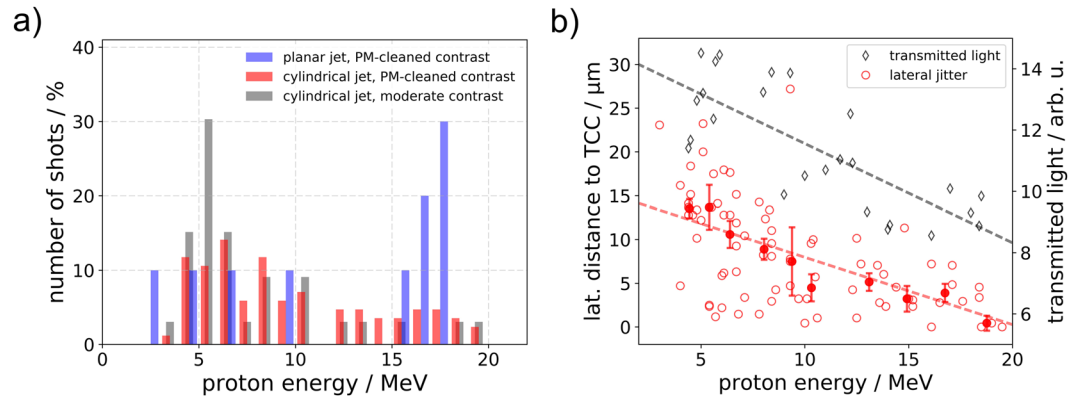 a)
number of shots / %
40
30
20
10
0
planar jet, PM-cleaned contrast
cylindrical jet, PM-cleaned contrast
cylindrical jet, moderate contrast
0 5 10 15 20
proton energy / MeV
b)
lat. distance to TCC / µm
30
25
20
15
10
5
0
transmitted light
lateral jitter
14
12
10
8
6
transmitted light / arb. u.
5 10 15 20
proton energy / MeV